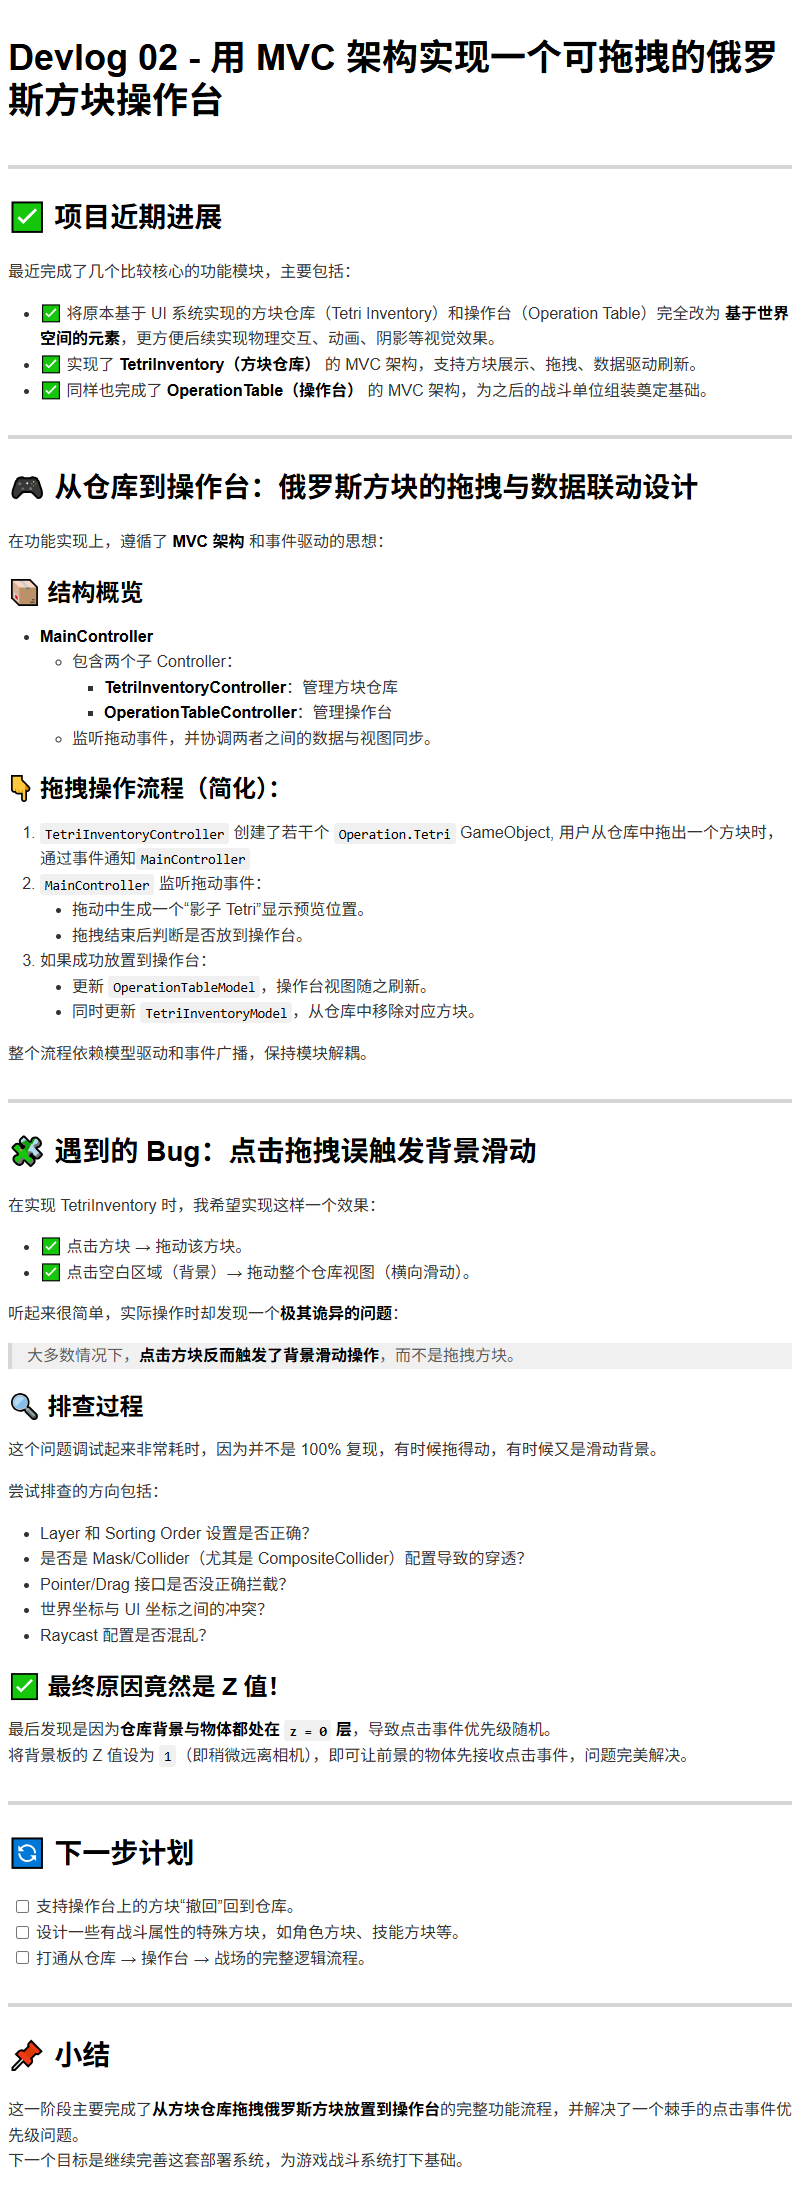 Devlog 02 - 用 MVC 架构实现一个可拖拽的俄罗
斯方块操作台
✅ 项目近期进展
最近完成了几个比较核心的功能模块，主要包括：
• ✅ 将原本基于 UI 系统实现的方块仓库（Tetri Inventory）和操作台（Operation Table）完全改为 基于世界
空间的元素，更方便后续实现物理交互、动画、阴影等视觉效果。
• ✅ 实现了 TetriInventory（方块仓库） 的 MVC 架构，支持方块展示、拖拽、数据驱动刷新。
• ✅ 同样也完成了 OperationTable（操作台） 的 MVC 架构，为之后的战斗单位组装奠定基础。
🎮 从仓库到操作台：俄罗斯方块的拖拽与数据联动设计
在功能实现上，遵循了 MVC 架构 和事件驱动的思想：
📦 结构概览
• MainController
◦ 包含两个子 Controller：
▪ TetriInventoryController：管理方块仓库
▪ OperationTableController：管理操作台
◦ 监听拖动事件，并协调两者之间的数据与视图同步。
👇 拖拽操作流程（简化）：
1. TetriInventoryController 创建了若干个 Operation.Tetri GameObject, 用户从仓库中拖出一个方块时，
通过事件通知 MainController
2. MainController 监听拖动事件：
• 拖动中生成一个“影子 Tetri”显示预览位置。
• 拖拽结束后判断是否放到操作台。
3. 如果成功放置到操作台：
• 更新 OperationTableModel，操作台视图随之刷新。
• 同时更新 TetriInventoryModel，从仓库中移除对应方块。
整个流程依赖模型驱动和事件广播，保持模块解耦。
🧩 遇到的 Bug：点击拖拽误触发背景滑动
在实现 TetriInventory 时，我希望实现这样一个效果：
• ✅ 点击方块 → 拖动该方块。
• ✅ 点击空白区域（背景）→ 拖动整个仓库视图（横向滑动）。
听起来很简单，实际操作时却发现一个极其诡异的问题：
大多数情况下，点击方块反而触发了背景滑动操作，而不是拖拽方块。
🔍 排查过程
这个问题调试起来非常耗时，因为并不是 100% 复现，有时候拖得动，有时候又是滑动背景。
尝试排查的方向包括：
• Layer 和 Sorting Order 设置是否正确？
• 是否是 Mask/Collider（尤其是 CompositeCollider）配置导致的穿透？
• Pointer/Drag 接口是否没正确拦截？
• 世界坐标与 UI 坐标之间的冲突？
• Raycast 配置是否混乱？
✅ 最终原因竟然是 Z 值！
最后发现是因为仓库背景与物体都处在 z = 0 层，导致点击事件优先级随机。
将背景板的 Z 值设为 1（即稍微远离相机），即可让前景的物体先接收点击事件，问题完美解决。
🔄 下一步计划
☐ 支持操作台上的方块“撤回”回到仓库。
☐ 设计一些有战斗属性的特殊方块，如角色方块、技能方块等。
☐ 打通从仓库 → 操作台 → 战场的完整逻辑流程。
📌 小结
这一阶段主要完成了从方块仓库拖拽俄罗斯方块放置到操作台的完整功能流程，并解决了一个棘手的点击事件优
先级问题。
下一个目标是继续完善这套部署系统，为游戏战斗系统打下基础。